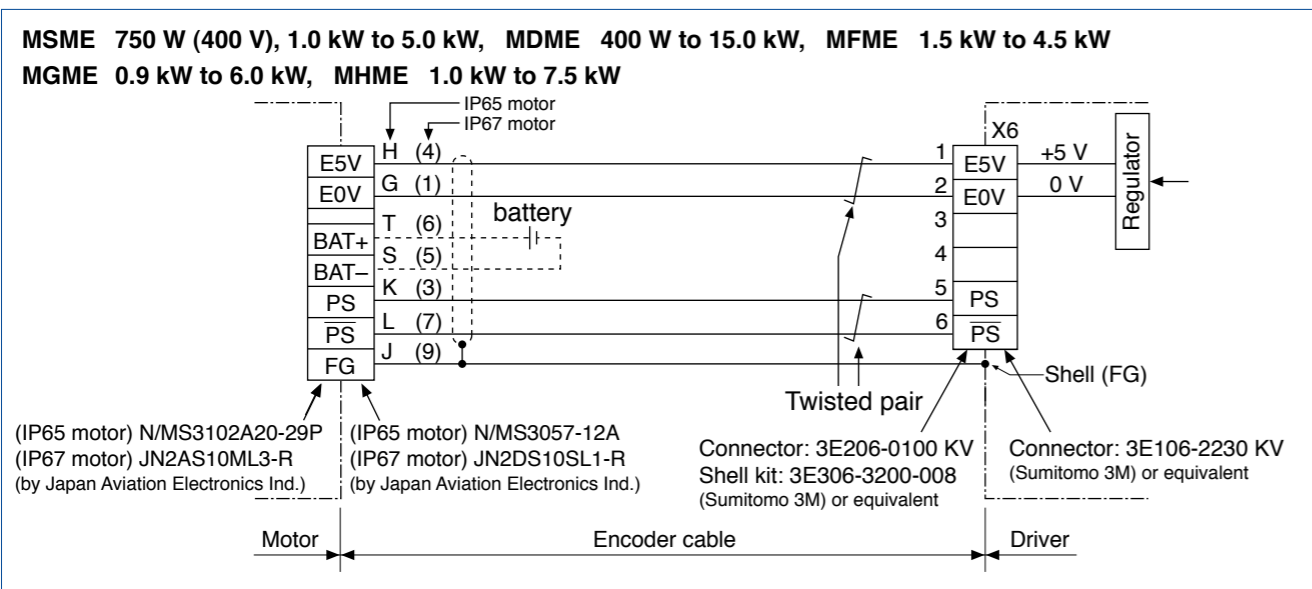 MSME 750 W (400 V), 1.0 kW to 5.0 kW, MDME 400 W to 15.0 kW, MFME 1.5 kW to 4.5 kW
MGME 0.9 kW to 6.0 kW, MHME 1.0 kW to 7.5 kW
IP65 motor
IP67 motor
X6
H (4)
1
E5V
E5V
+5 V
G (1)
2
E0V
E0V
0 V
Regulator
T (6)
battery
3
BAT+
S (5)
4
BAT–
K (3)
5
PS
PS
L (7)
6
P̅S̅
P̅S̅
J (9)
FG
Shell (FG)
Twisted pair
(IP65 motor) N/MS3102A20-29P
(IP67 motor) JN2AS10ML3-R
(by Japan Aviation Electronics Ind.)
(IP65 motor) N/MS3057-12A
(IP67 motor) JN2DS10SL1-R
(by Japan Aviation Electronics Ind.)
Connector: 3E206-0100 KV
Shell kit: 3E306-3200-008
(Sumitomo 3M) or equivalent
Connector: 3E106-2230 KV
(Sumitomo 3M) or equivalent
Motor
Encoder cable
Driver